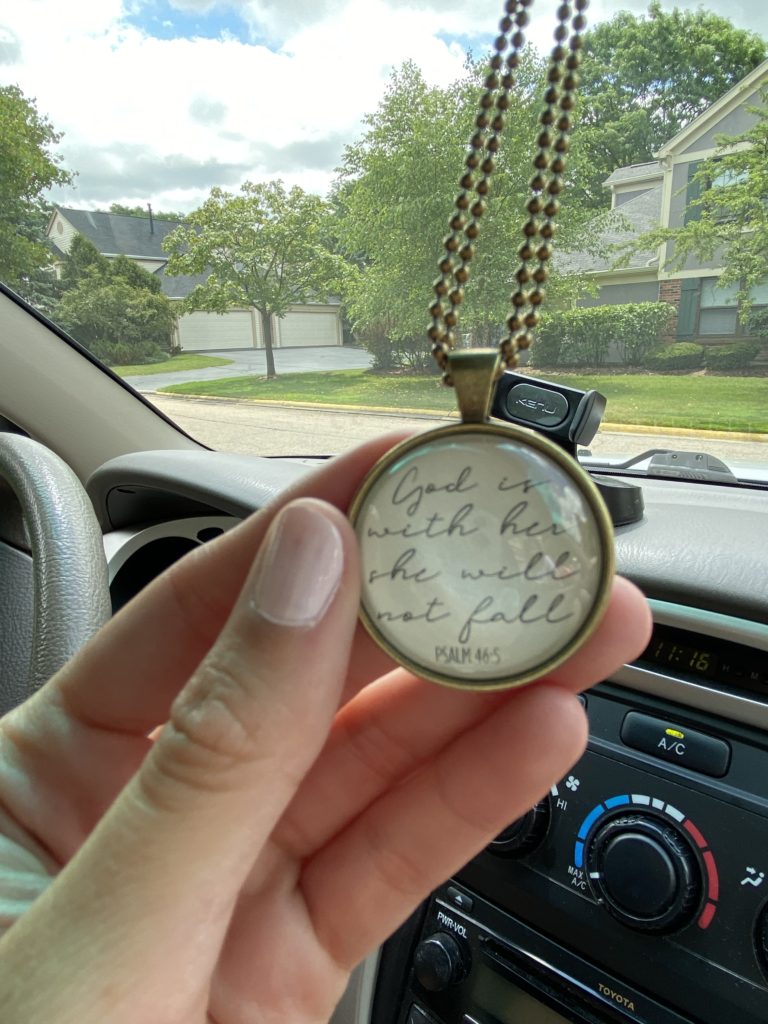 KENU
God is
with her
she will
not fall
PSALM 46:5
11:16
A/C
HI
MAX
A/C
PWR-VOL
TOYOTA